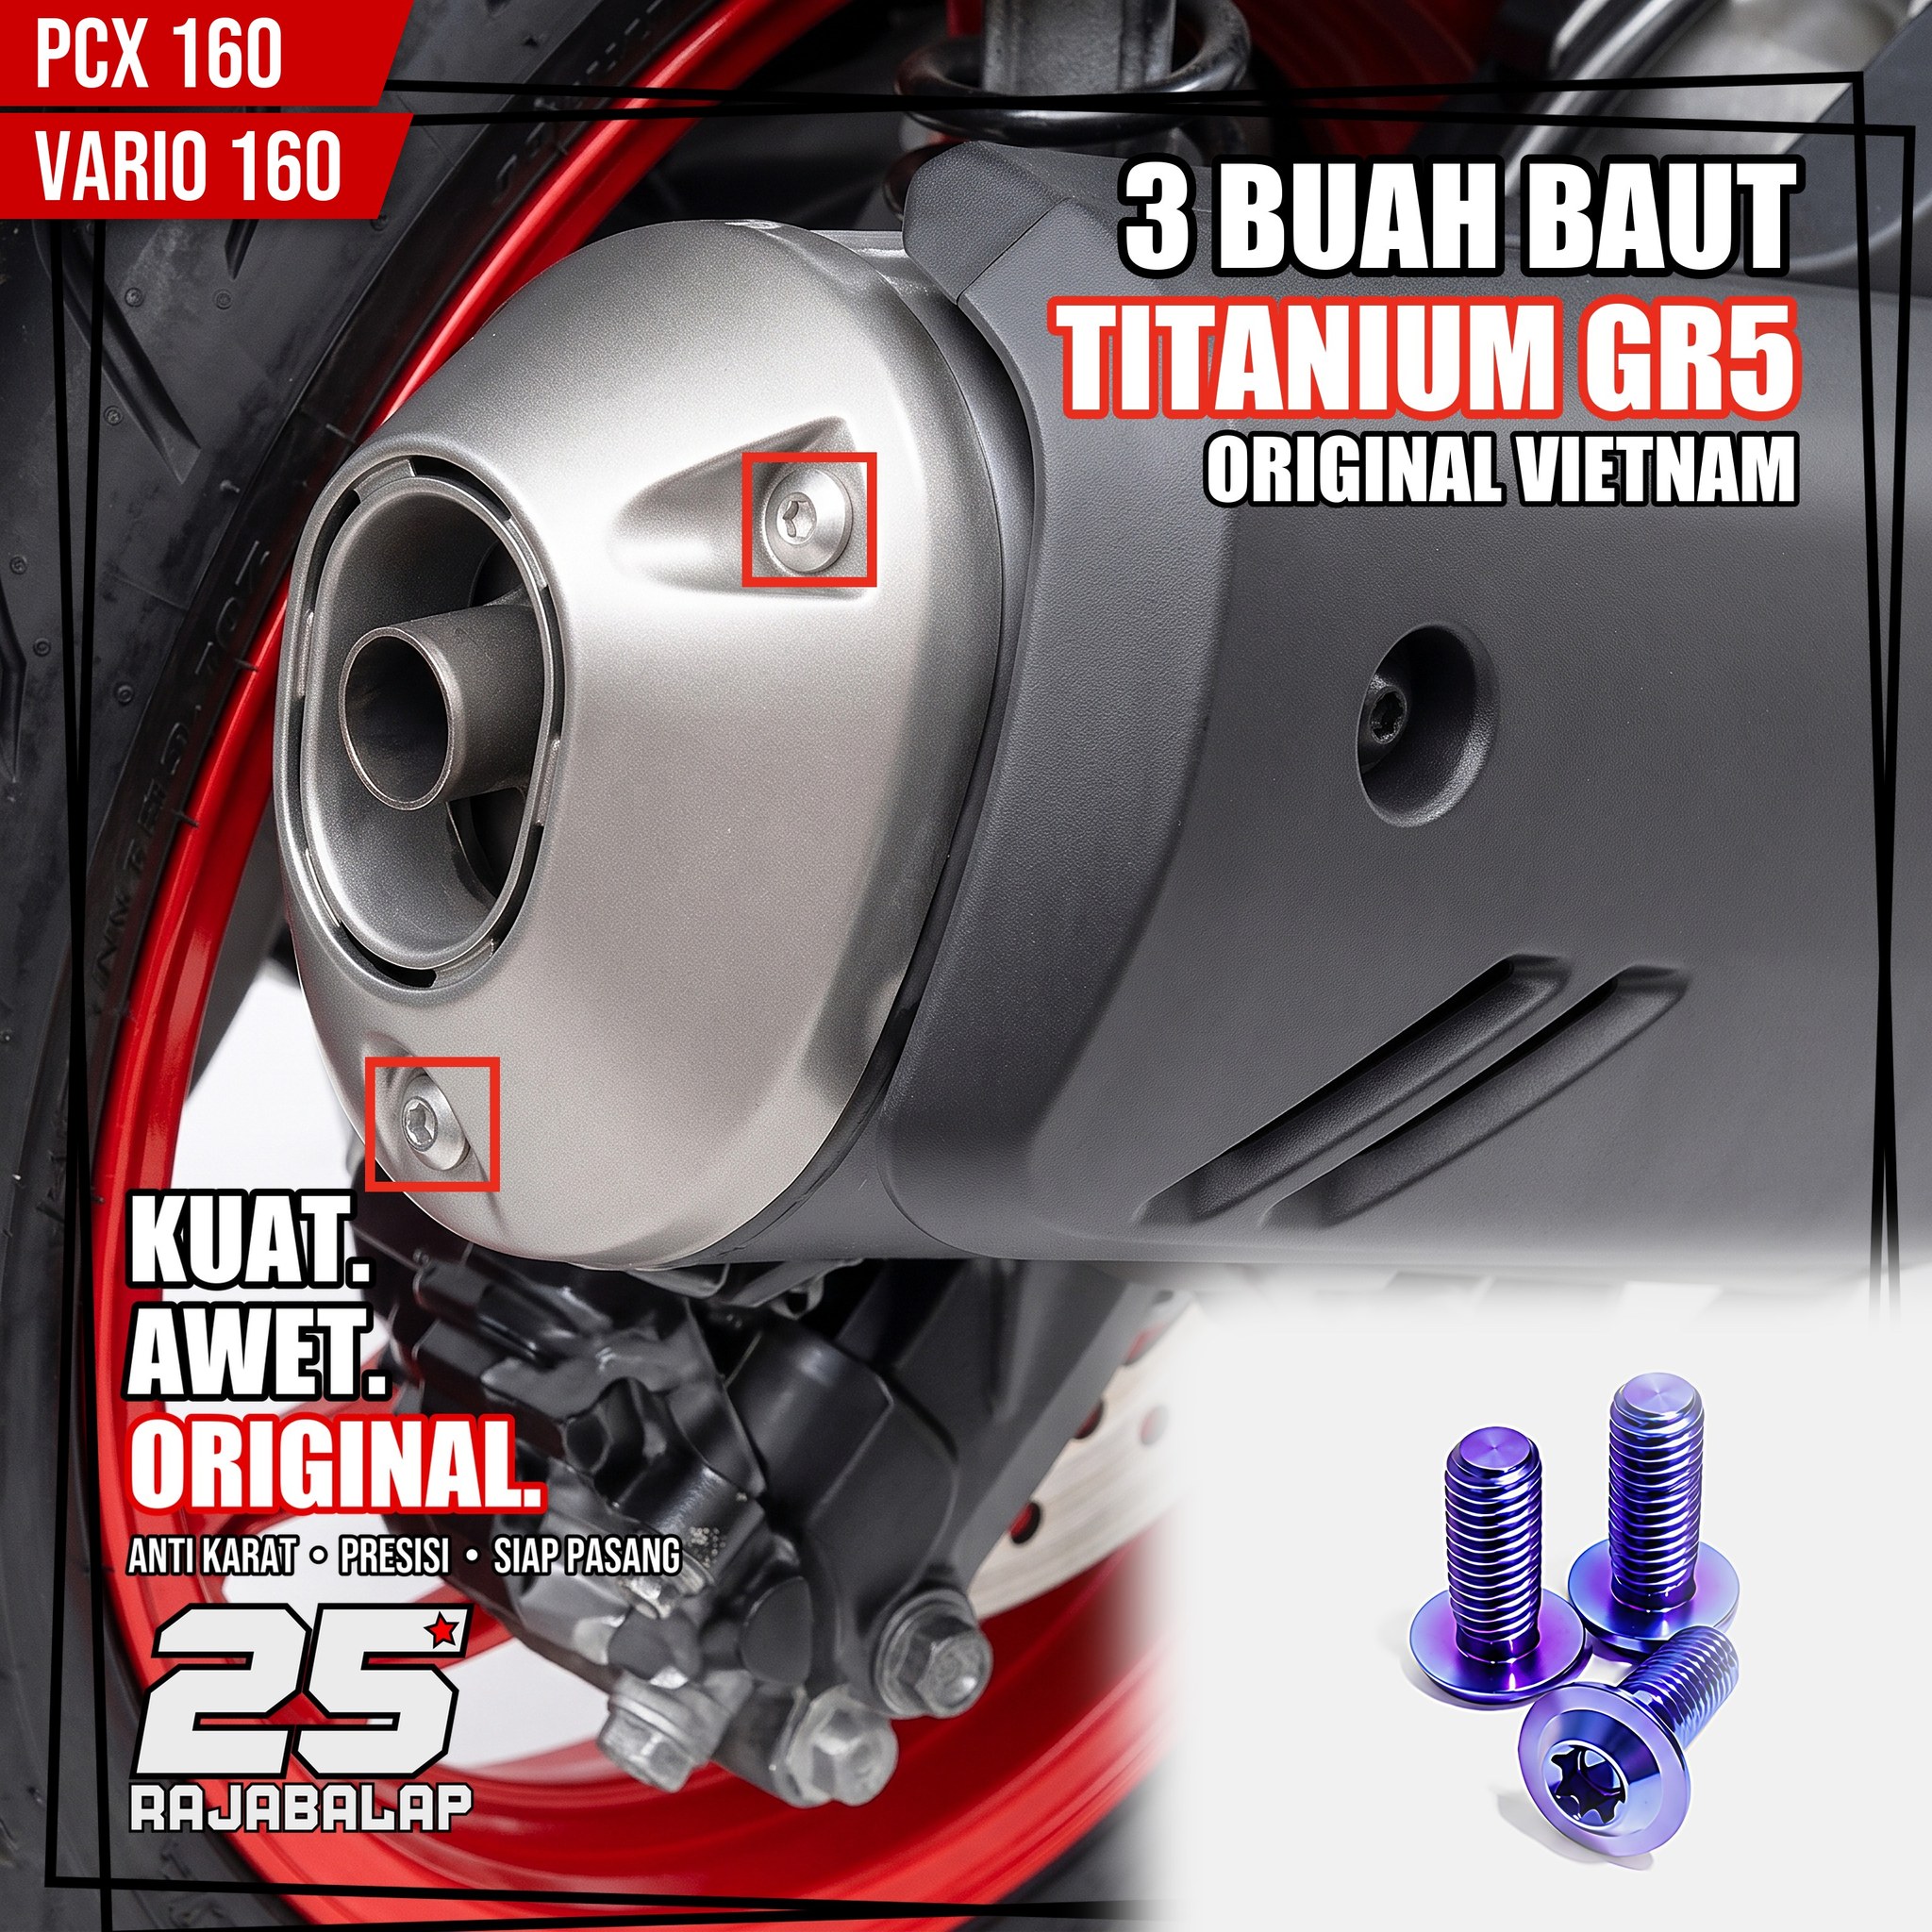 PCX 160
VARIO 160
3 BUAH BAUT
TITANIUM GR5
ORIGINAL VIETNAM
KUAT.
AWET.
ORIGINAL.
ANTI KARAT • PRESISI • SIAP PASANG
25
RAJABALAP